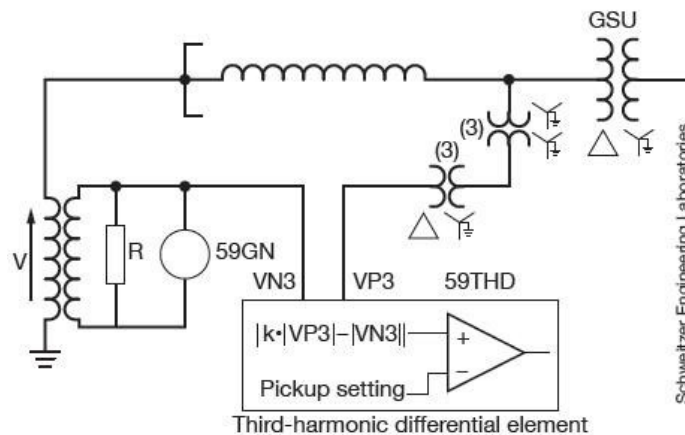 GSU
(3)
(3)
V
R
59GN
VN3
VP3
59THD
|k•|VP3|–|VN3||
+
–
Pickup setting
Third-harmonic differential element
Schweitzer Engineering Laboratories